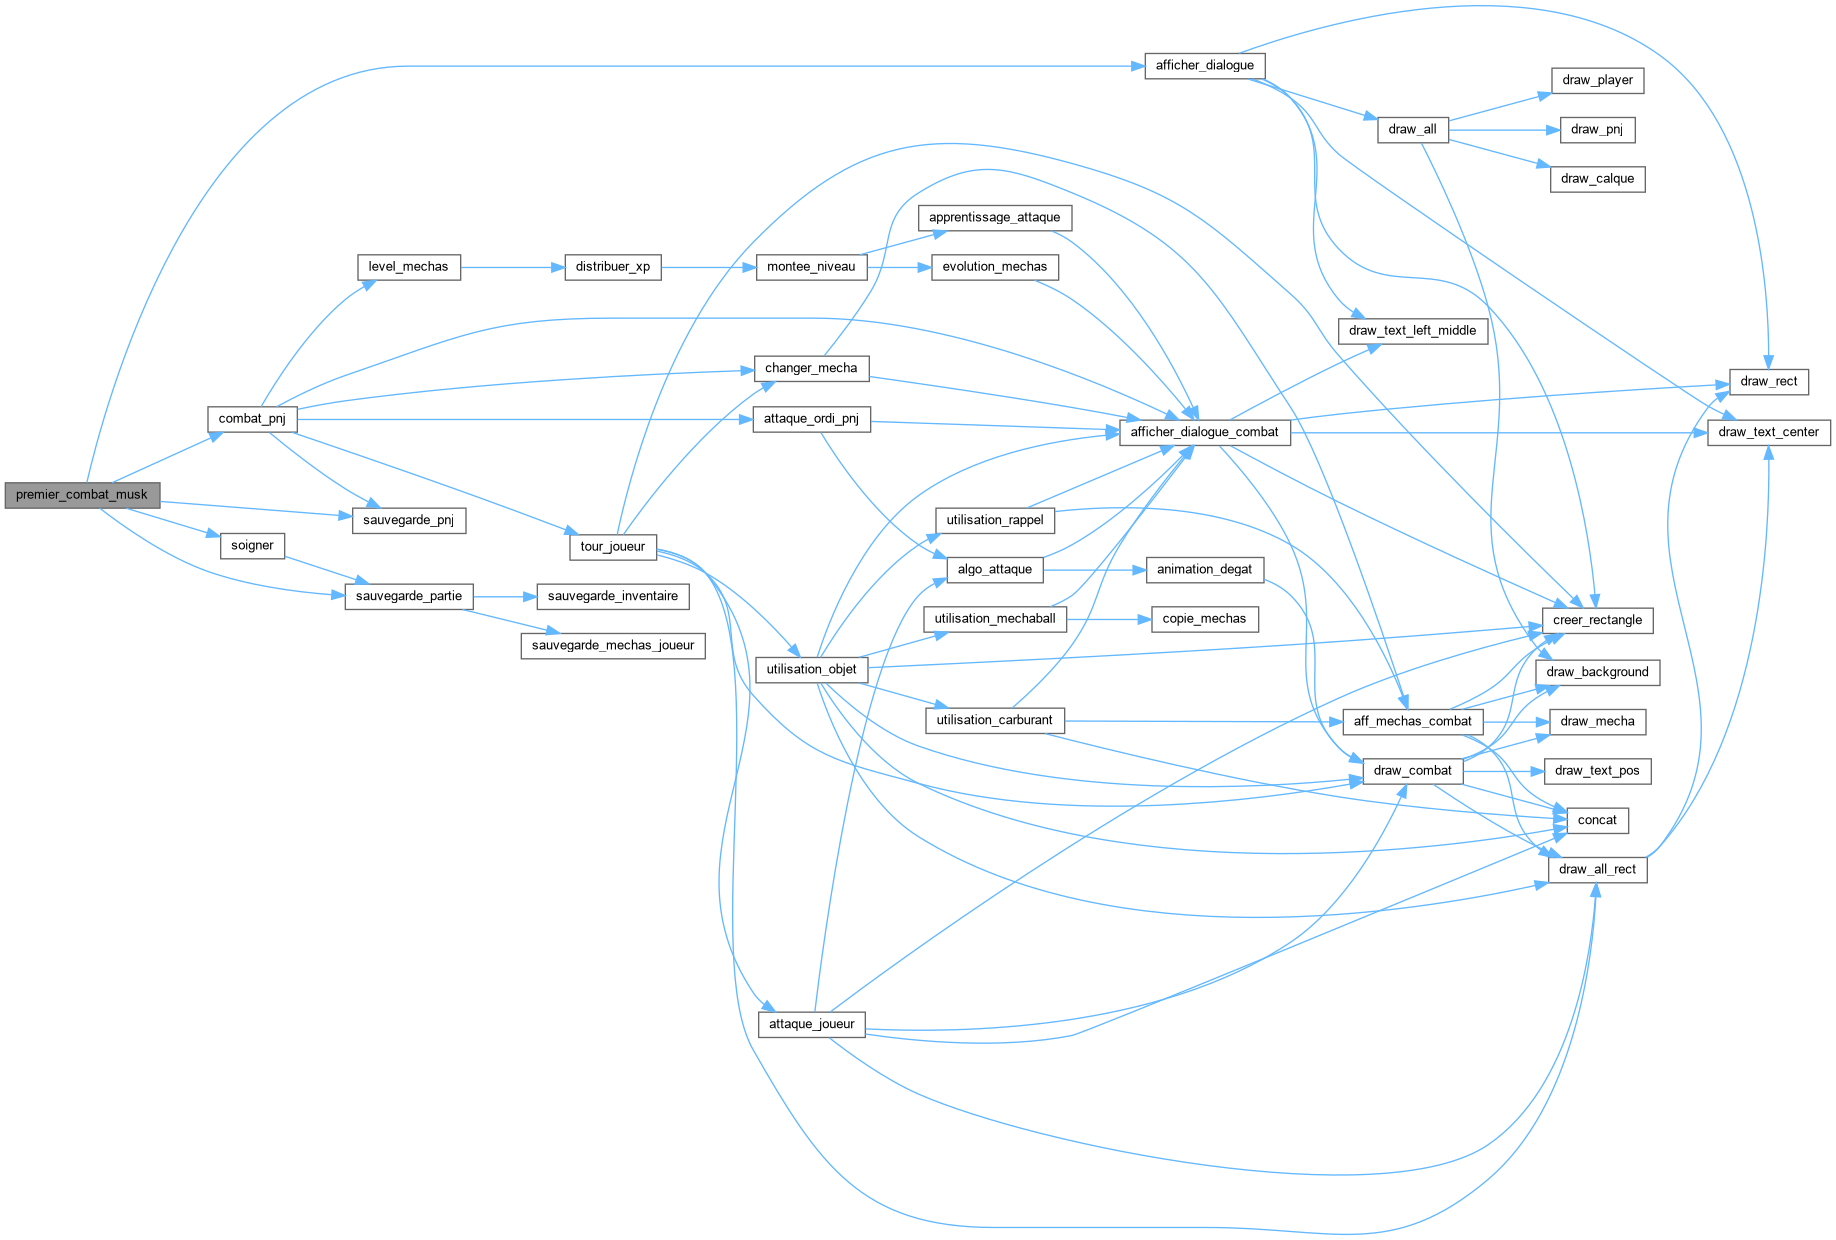 premier_combat_musk
combat_pnj
soigner
level_mechas
sauvegarde_pnj
sauvegarde_partie
distribuer_xp
tour_joueur
sauvegarde_inventaire
sauvegarde_mechas_joueur
montee_niveau
changer_mecha
attaque_ordi_pnj
utilisation_objet
attaque_joueur
apprentissage_attaque
evolution_mechas
utilisation_rappel
algo_attaque
utilisation_mechaball
utilisation_carburant
afficher_dialogue
afficher_dialogue_combat
animation_degat
copie_mechas
draw_all
draw_text_left_middle
aff_mechas_combat
draw_combat
draw_player
draw_pnj
draw_calque
creer_rectangle
draw_background
draw_mecha
draw_text_pos
concat
draw_all_rect
draw_rect
draw_text_center